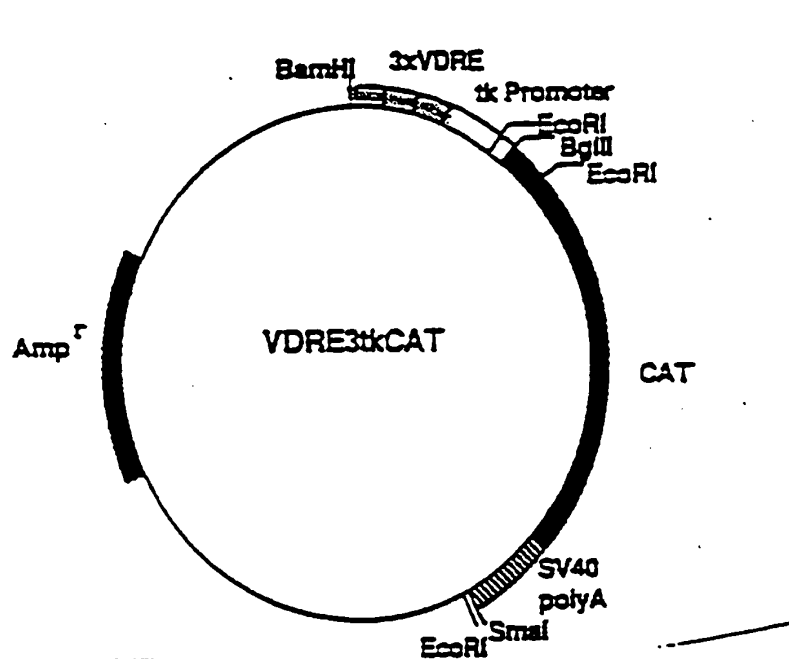 BamHI
3xVDRE
tk Promoter
EcoRI
BglII
EcoRI
Amp r
VDRE3tkCAT
CAT
SV40
polyA
SmaI
EcoRI